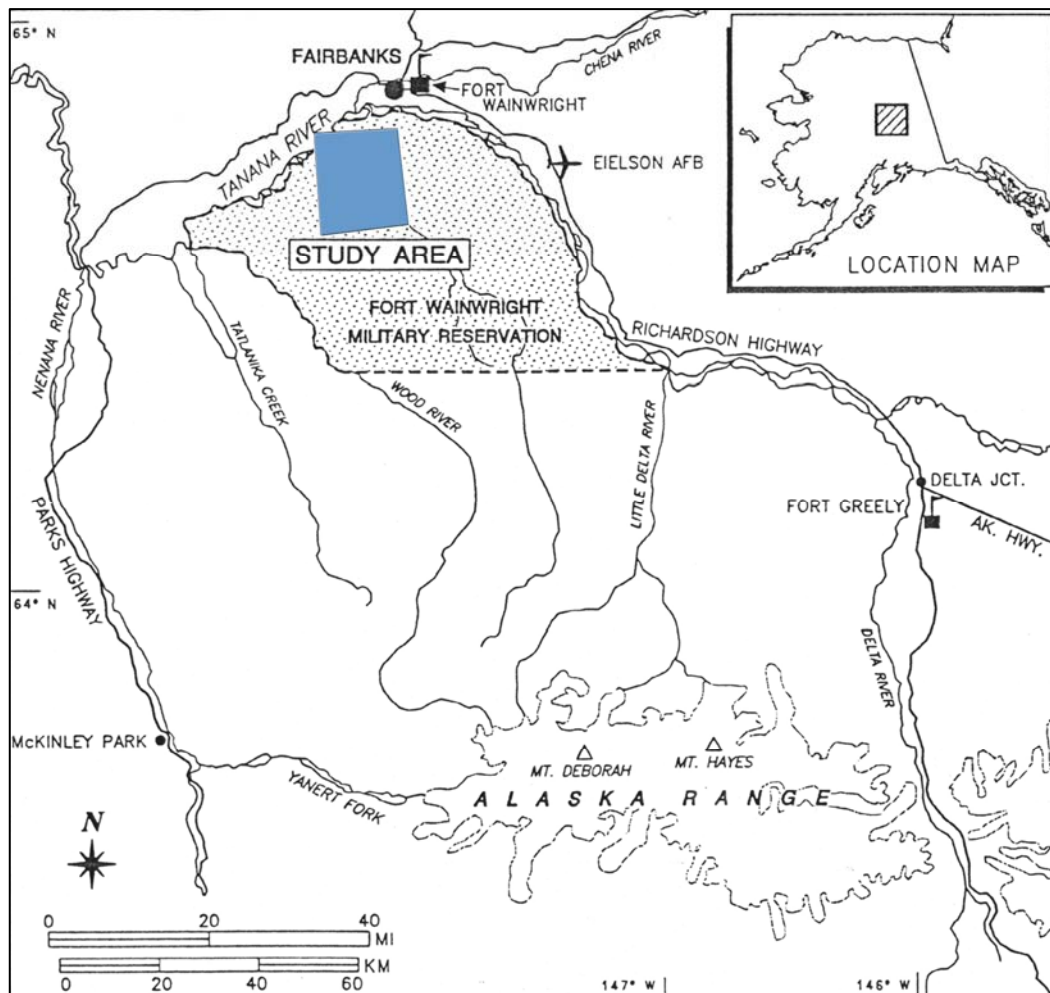 65° N
FAIRBANKS
CHENA RIVER
FORT
WAINWRIGHT
TANANA RIVER
EIELSON AFB
LOCATION MAP
STUDY AREA
FORT WAINWRIGHT
MILITARY RESERVATION
RICHARDSON HIGHWAY
NENANA RIVER
TATLANIKA CREEK
WOOD RIVER
LITTLE DELTA RIVER
DELTA JCT.
FORT GREELY
AK. HWY.
PARKS HIGHWAY
64° N
DELTA RIVER
McKINLEY PARK
MT. DEBORAH
MT. HAYES
YANERT FORK
ALASKA RANGE
N
0 20 40
MI
KM
0 20 40 60
147° W
146° W